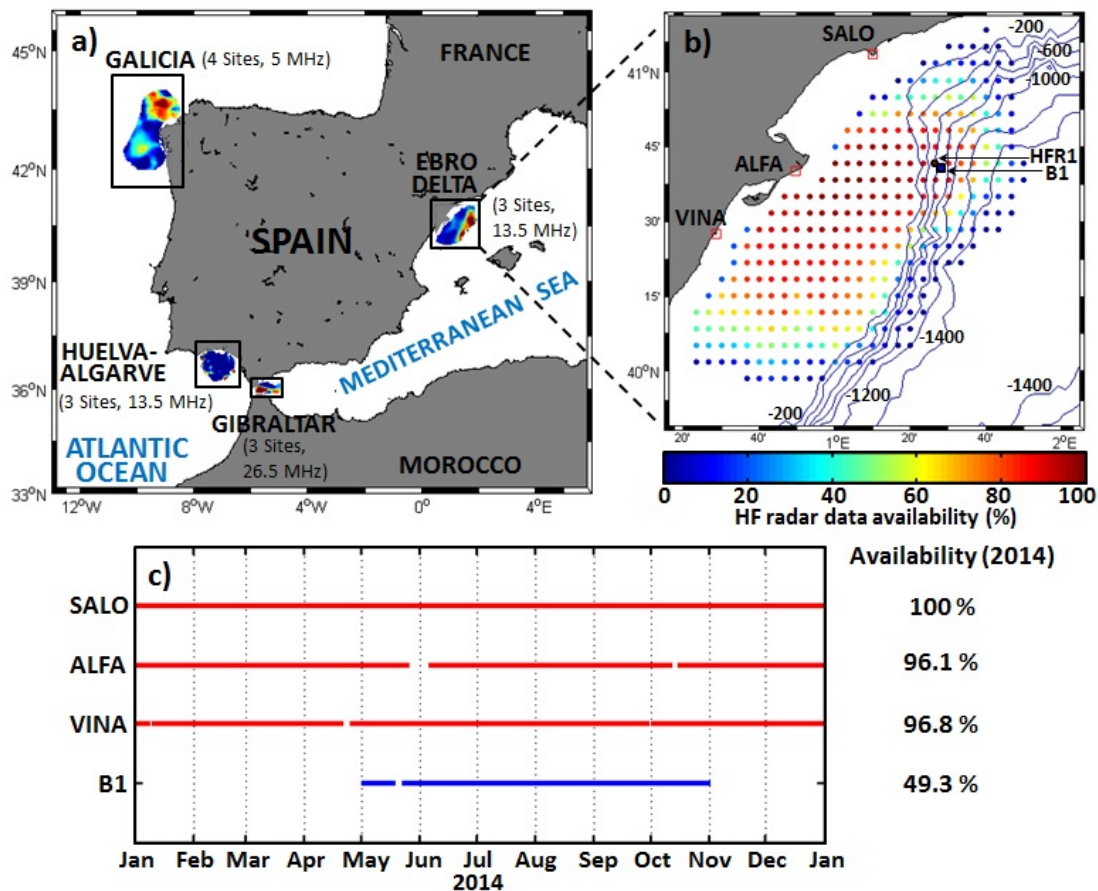 a)
45°N
42°N
39°N
36°N
33°N
12°W
8°W
4°W
0°
4°E
GALICIA (4 Sites, 5 MHz)
FRANCE
EBRO
DELTA
(3 Sites,
13.5 MHz)
SPAIN
MEDITERRANEAN SEA
HUELVA-
ALGARVE
(3 Sites, 13.5 MHz)
GIBRALTAR
(3 Sites,
26.5 MHz)
ATLANTIC
OCEAN
MOROCCO
b)
SALO
ALFA
VINA
-200
-600
-1000
HFR1
B1
-1400
-1400
-1200
-200
41°N
45'
30'
15'
40°N
20'
40'
1°E
20'
40'
2°E
0
20
40
60
80
100
HF radar data availability (%)
c)
Availability (2014)
SALO
100 %
ALFA
96.1 %
VINA
96.8 %
B1
49.3 %
Jan Feb Mar Apr May Jun Jul Aug Sep Oct Nov Dec Jan
2014